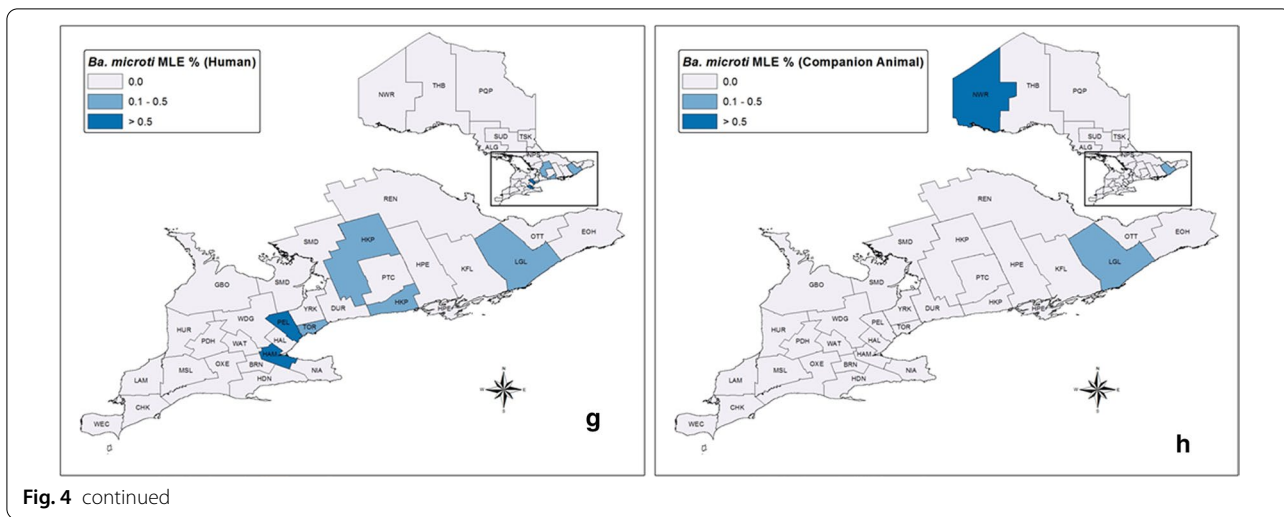 Ba. microti MLE % (Human)
0.0
0.1 - 0.5
> 0.5
NWR
THB
PQP
SUD
TSK
ALG
NPS
REN
SMD
HKP
OTT
EOH
LGL
HPE
KFL
PTC
GBO
SMD
HKP
HPE
YRK
DUR
WDG
PEL
TOR
HUR
PDH
WAT
HAL
HAM
OXE
BRN
NIA
MSL
HDN
LAM
CHK
WEC
N
W E
S
g
Ba. microti MLE % (Companion Animal)
0.0
0.1 - 0.5
> 0.5
NWR
THB
PQP
SUD
TSK
ALG
NPS
REN
SMD
HKP
OTT
EOH
LGL
HPE
KFL
PTC
GBO
SMD
HKP
HPE
YRK
DUR
WDG
PEL
TOR
HUR
PDH
WAT
HAL
HAM
OXE
BRN
NIA
MSL
HDN
LAM
CHK
WEC
N
W E
S
h
Fig. 4 continued